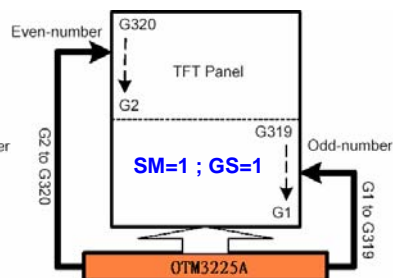 Even-number
G320
TFT Panel
G2
G319
Odd-number
er
SM=1 ; GS=1
G2 to G320
G1
G1 to G319
OTM3225A